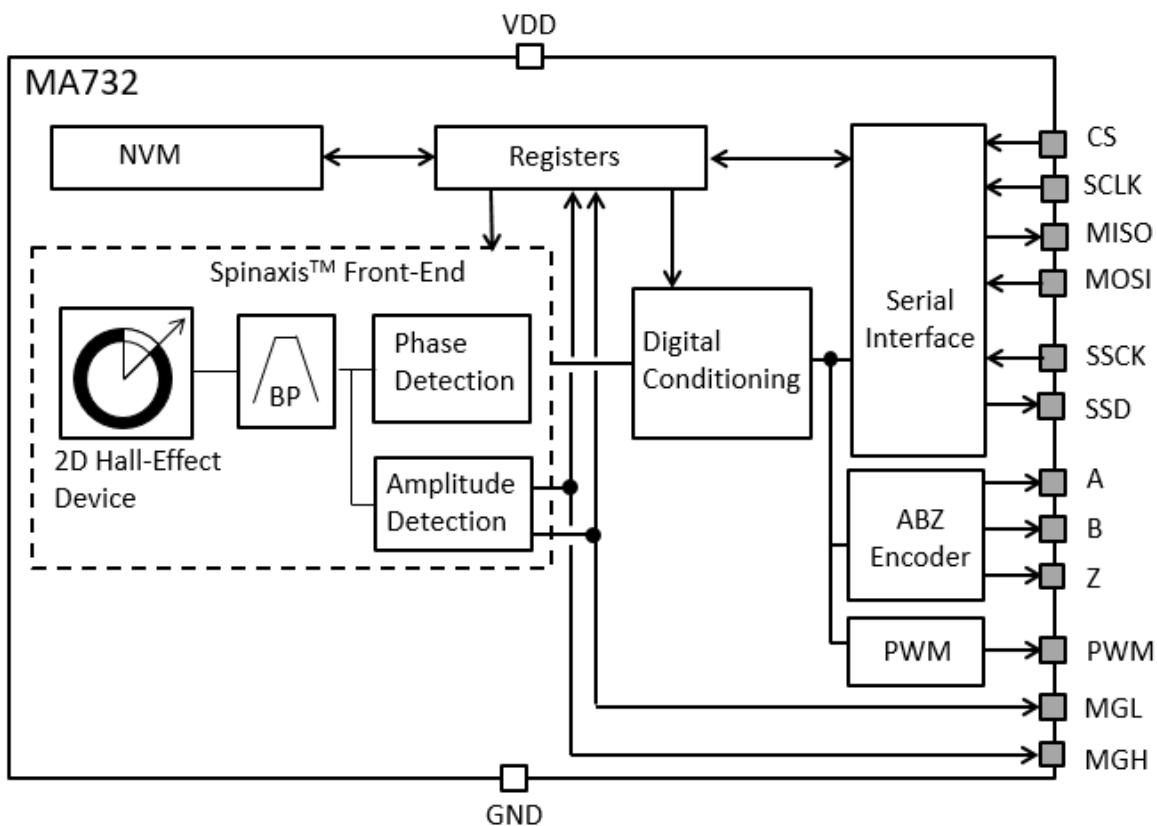 VDD
MA732
NVM
Registers
CS
SCLK
MISO
MOSI
SSCK
SSD
Serial
Interface
Spinaxis™ Front-End
Phase
Detection
BP
2D Hall-Effect
Device
Amplitude
Detection
Digital
Conditioning
ABZ
Encoder
A
B
Z
PWM
PWM
MGL
MGH
GND